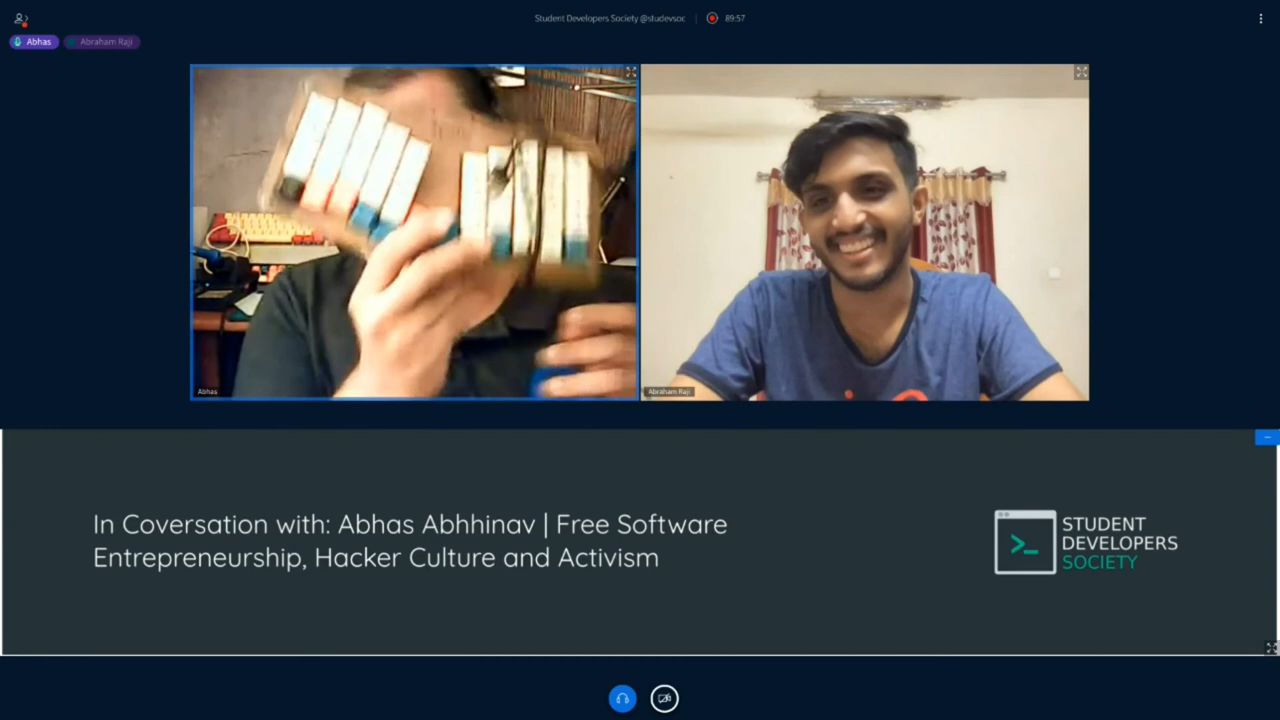 Student Developers Society @studevsoc
89:57
Abhas
Abraham Raji
Abhas
Abraham Raji
In Coversation with: Abhas Abhhinav | Free Software
Entrepreneurship, Hacker Culture and Activism
>_
STUDENT
DEVELOPERS
SOCIETY